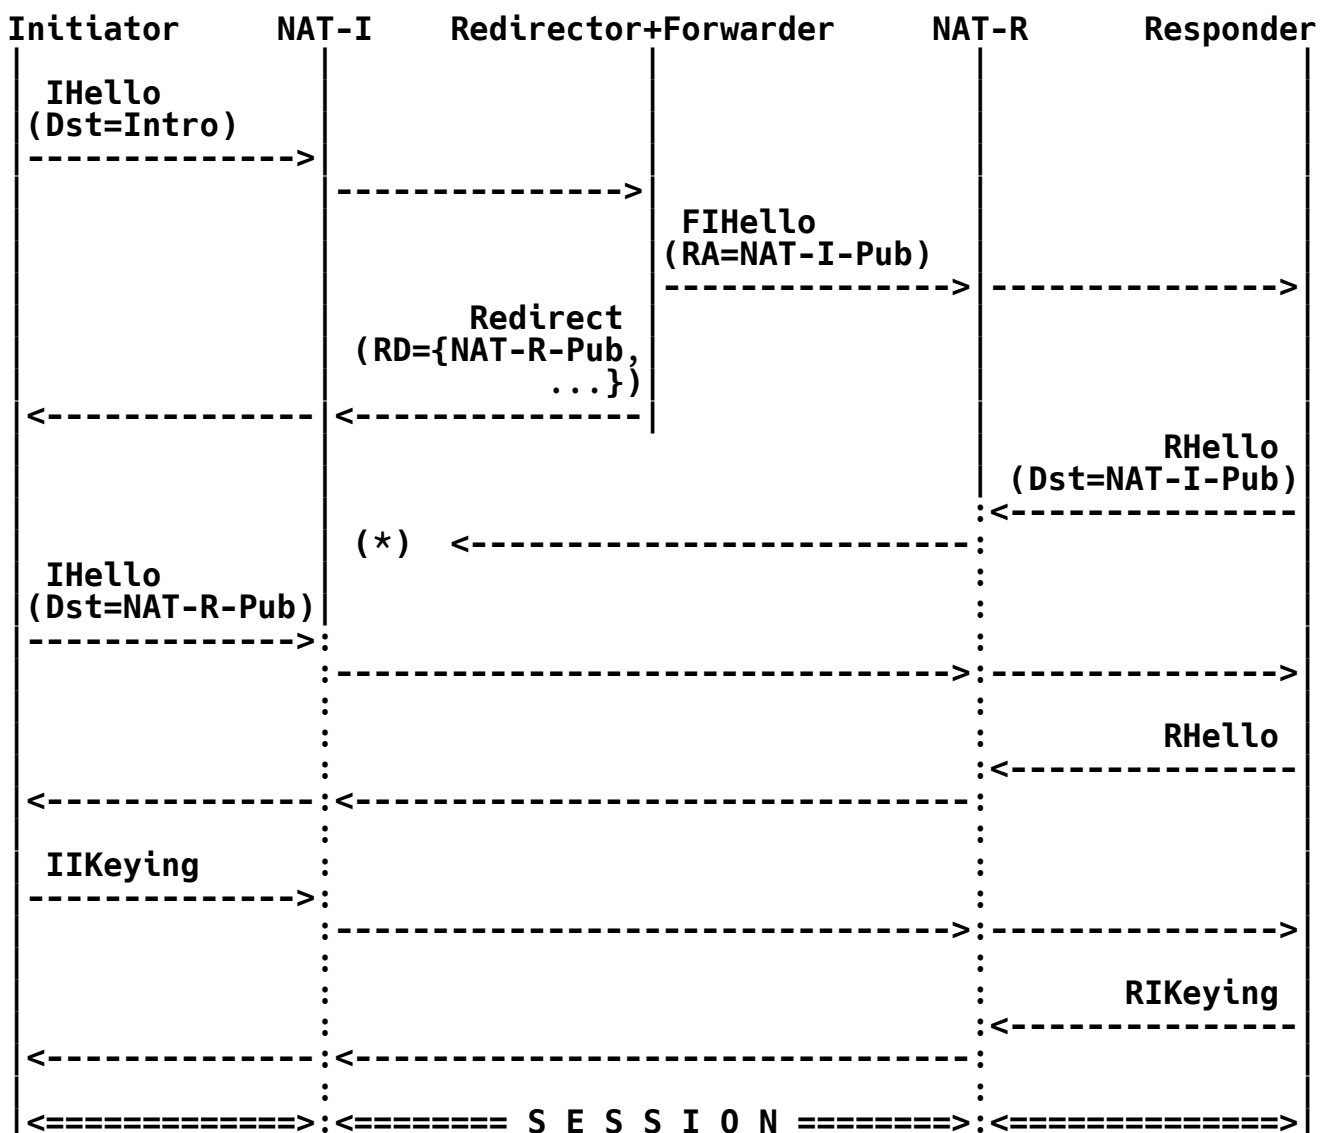 Initiator NAT-I Redirector+Forwarder NAT-R Responder
IHello
(Dst=Intro)
FIHello
(RA=NAT-I-Pub)
Redirect
(RD={NAT-R-Pub,
...})
RHello
(Dst=NAT-I-Pub)
(*)
IHello
(Dst=NAT-R-Pub)
RHello
IIKeying
RIKeying
S E S S I O N